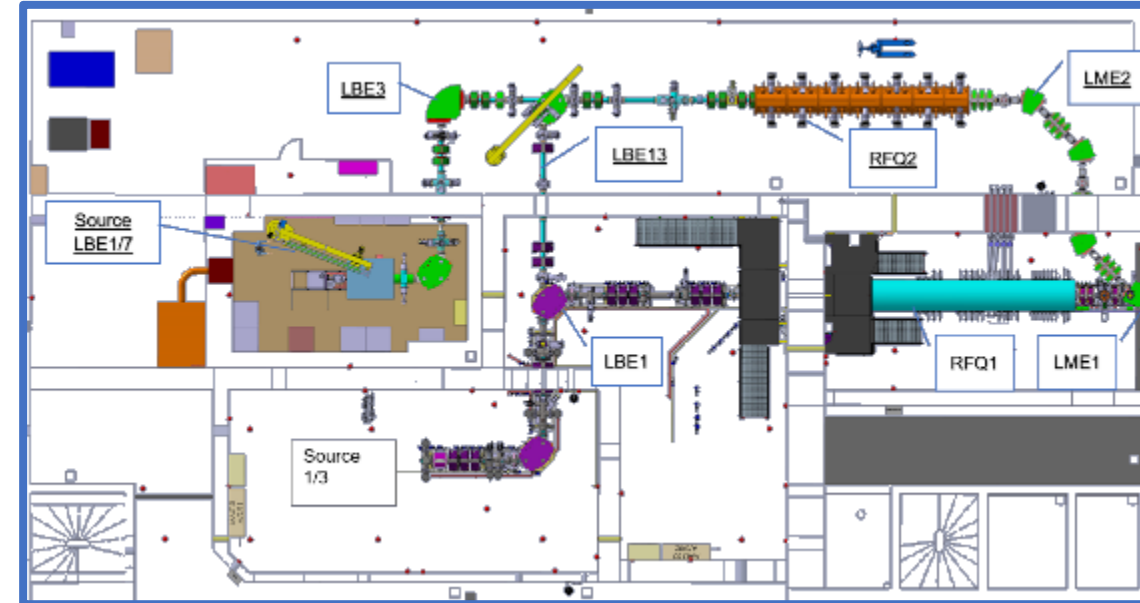 LBE3
LME2
LBE13
RFQ2
Source
LBE1/7
LBE1
RFQ1
LME1
Source
1/3